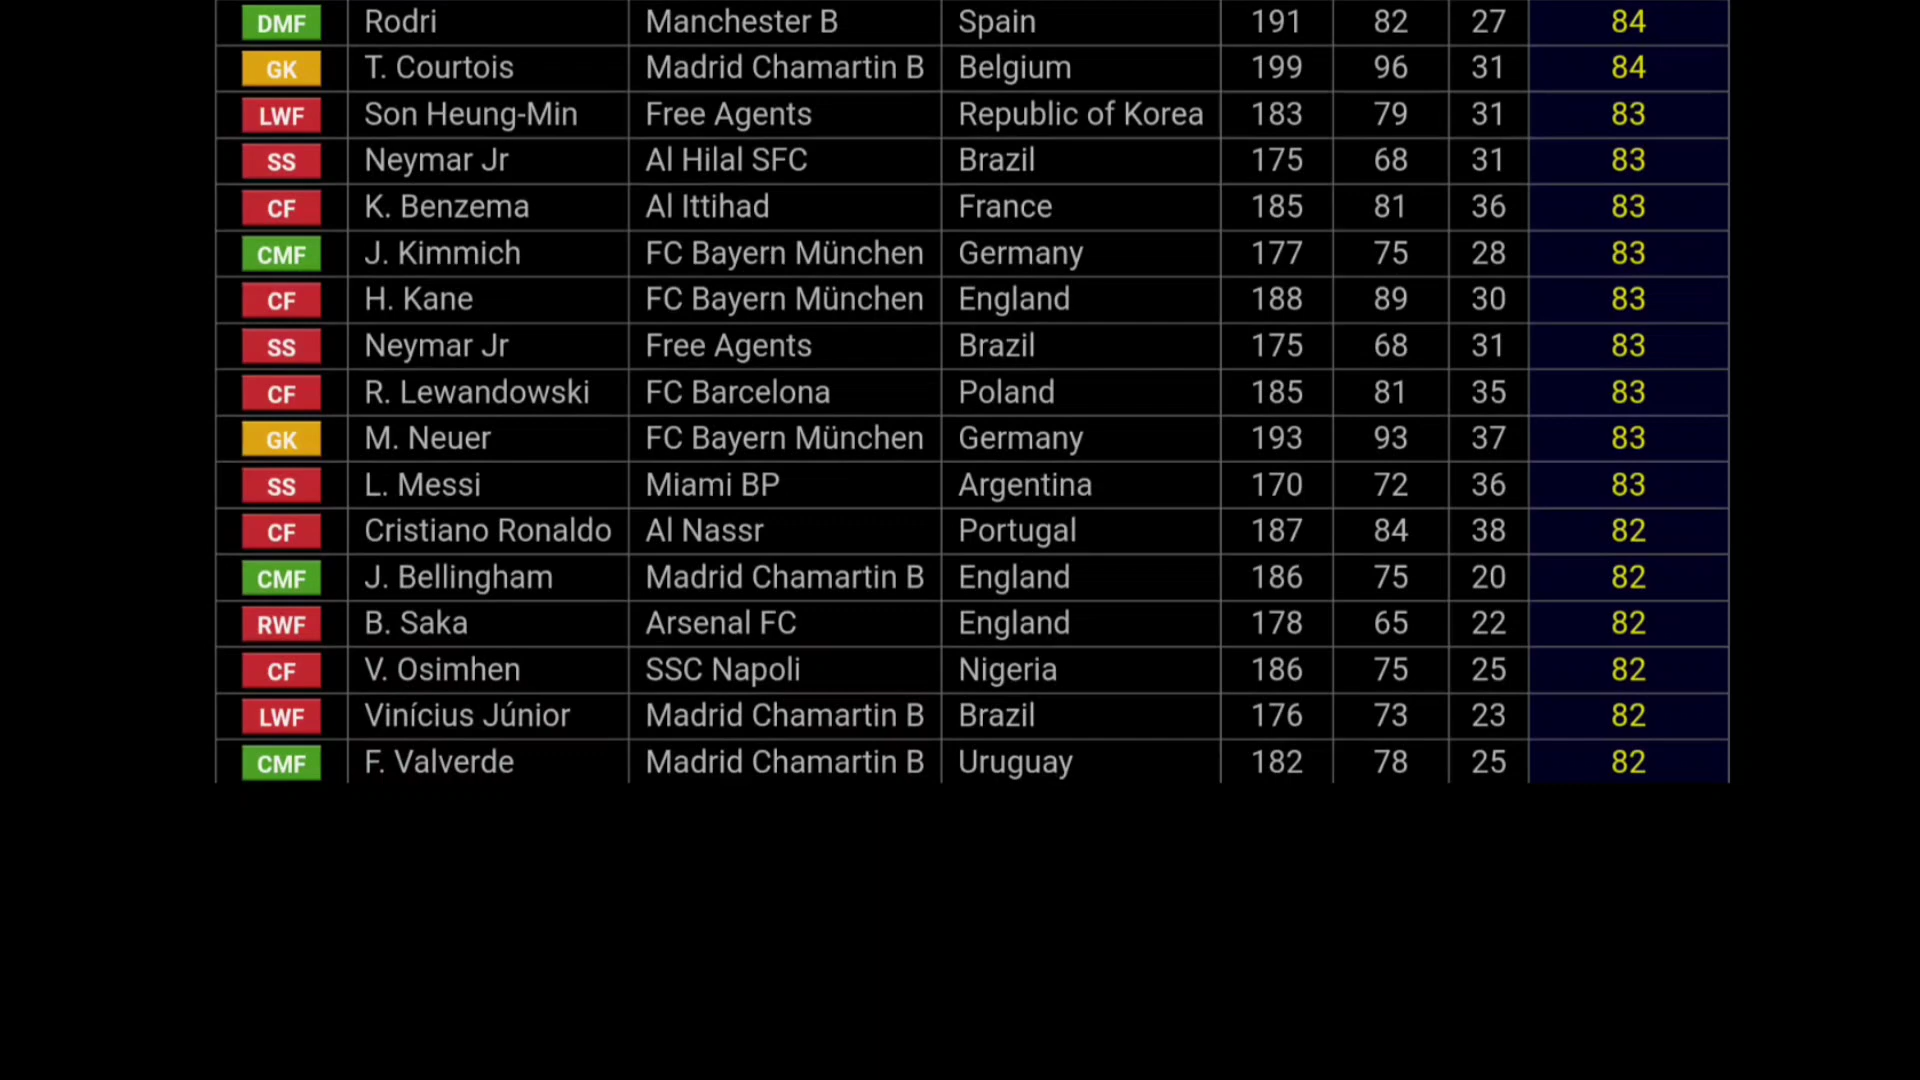 DMF Rodri Manchester B Spain 191 82 27 84
GK T. Courtois Madrid Chamartin B Belgium 199 96 31 84
LWF Son Heung-Min Free Agents Republic of Korea 183 79 31 83
SS Neymar Jr Al Hilal SFC Brazil 175 68 31 83
CF K. Benzema Al Ittihad France 185 81 36 83
CMF J. Kimmich FC Bayern München Germany 177 75 28 83
CF H. Kane FC Bayern München England 188 89 30 83
SS Neymar Jr Free Agents Brazil 175 68 31 83
CF R. Lewandowski FC Barcelona Poland 185 81 35 83
GK M. Neuer FC Bayern München Germany 193 93 37 83
SS L. Messi Miami BP Argentina 170 72 36 83
CF Cristiano Ronaldo Al Nassr Portugal 187 84 38 82
CMF J. Bellingham Madrid Chamartin B England 186 75 20 82
RWF B. Saka Arsenal FC England 178 65 22 82
CF V. Osimhen SSC Napoli Nigeria 186 75 25 82
LWF Vinícius Júnior Madrid Chamartin B Brazil 176 73 23 82
CMF F. Valverde Madrid Chamartin B Uruguay 182 78 25 82